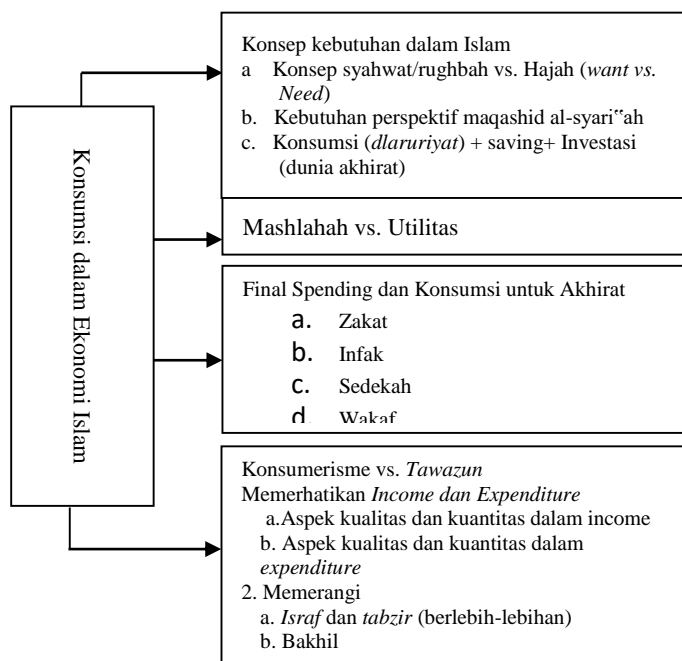 Konsumsi dalam Ekonomi Islam
Konsep kebutuhan dalam Islam
a Konsep syahwat/rughbah vs. Hajah (want vs.
Need)
b. Kebutuhan perspektif maqashid al-syari‟ah
c. Konsumsi (dlaruriyat) + saving+ Investasi
(dunia akhirat)
Mashlahah vs. Utilitas
Final Spending dan Konsumsi untuk Akhirat
a. Zakat
b. Infak
c. Sedekah
d. Wakaf
Konsumerisme vs. Tawazun
Memerhatikan Income dan Expenditure
a.Aspek kualitas dan kuantitas dalam income
b. Aspek kualitas dan kuantitas dalam
expenditure
2. Memerangi
a. Israf dan tabzir (berlebih-lebihan)
b. Bakhil